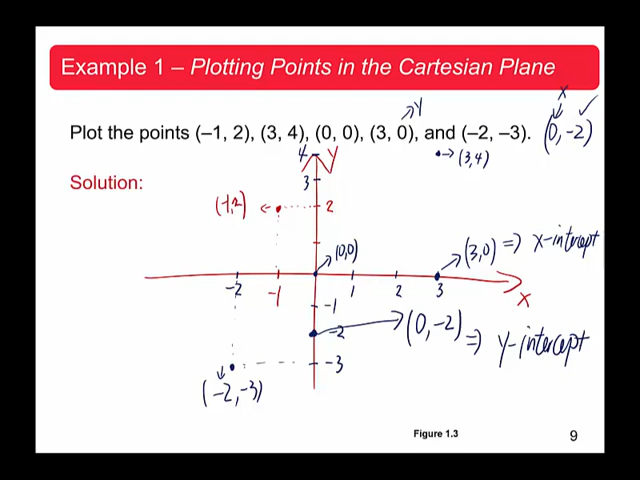 Example 1 – Plotting Points in the Cartesian Plane
x
y
Plot the points (–1, 2), (3, 4), (0, 0), (3, 0), and (–2, –3). (0, -2)
4 y (3,4)
Solution: 3
(-1,2) 2
(0,0) (3,0) => x-intercept
-2 -1 1 2 3 x
-1
-2 (0, -2) => y-intercept
-3
(-2, -3)
Figure 1.3 9